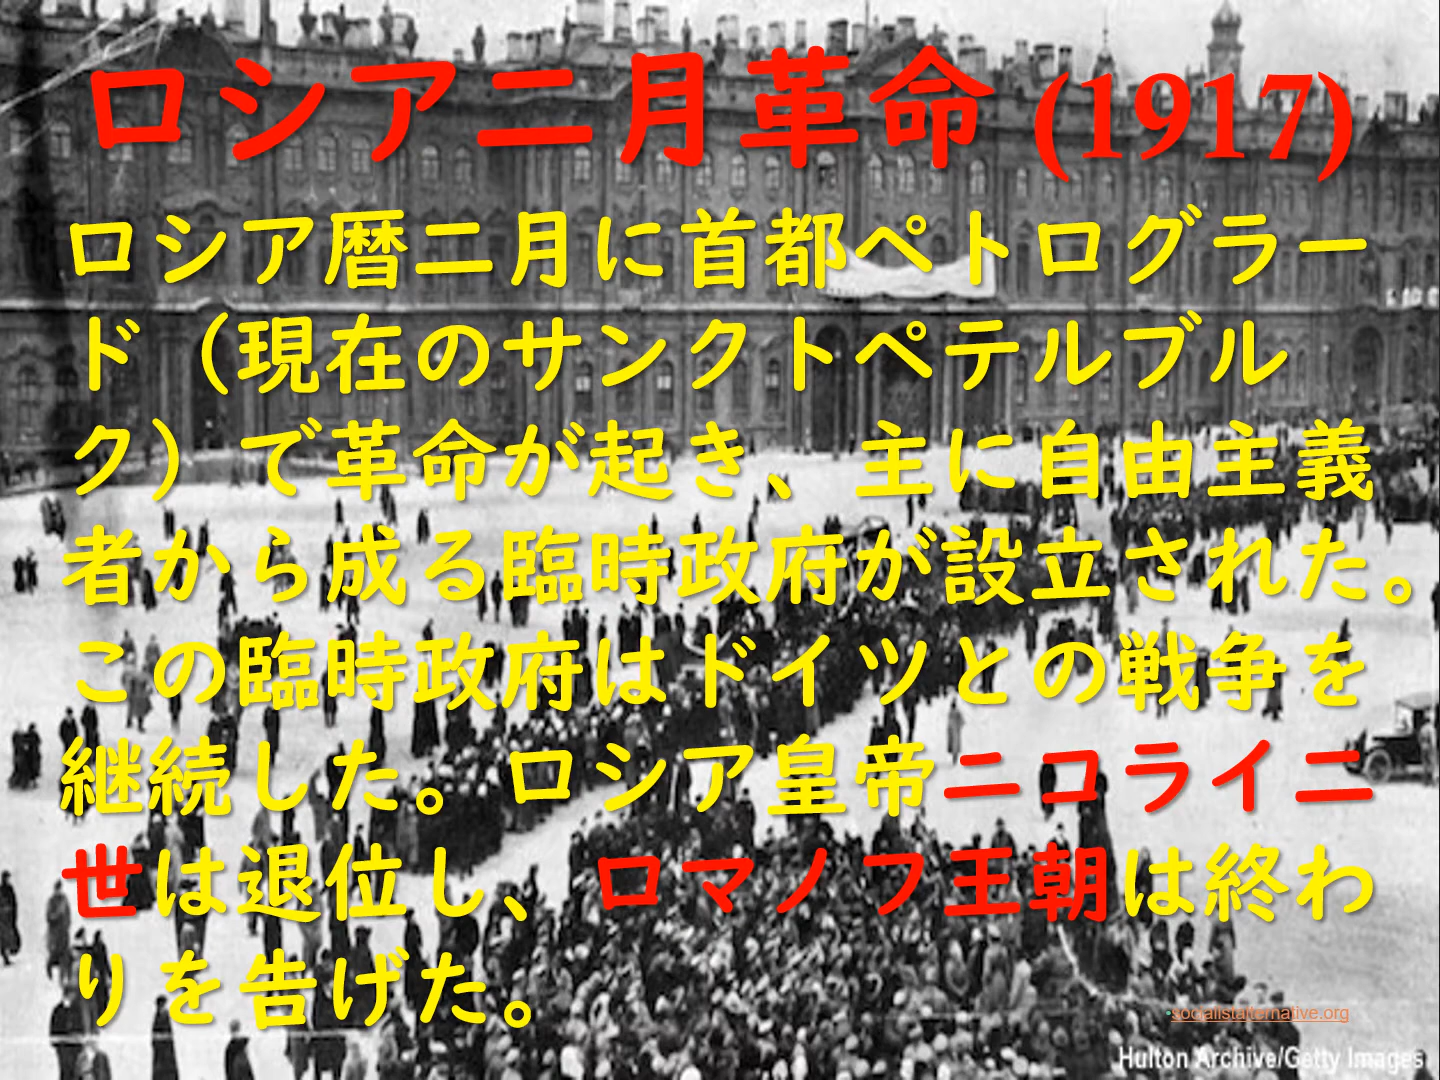 ロシア二月革命 (1917)
ロシア暦二月に首都ペトログラー
ド（現在のサンクトペテルブル
ク）で革命が起き、主に自由主義
者から成る臨時政府が設立された。
この臨時政府はドイツとの戦争を
継続した。ロシア皇帝ニコライ二
世は退位し、ロマノフ王朝は終わ
りを告げた。
•socialistalternative.org
Hulton Archive/Getty Images